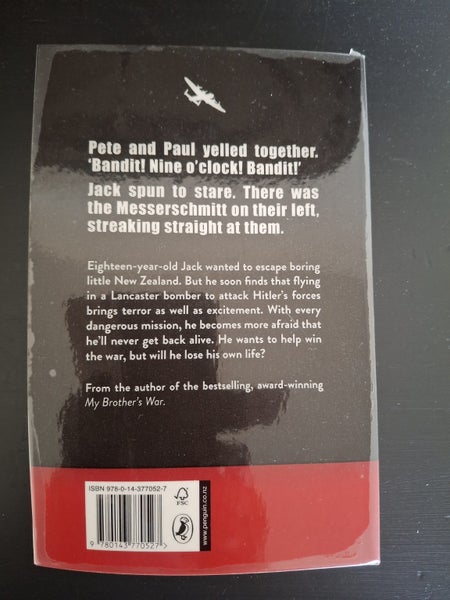 Pete and Paul yelled together.
‘Bandit! Nine o’clock! Bandit!’
Jack spun to stare. There was
the Messerschmitt on their left,
streaking straight at them.
Eighteen-year-old Jack wanted to escape boring
little New Zealand. But he soon finds that flying
in a Lancaster bomber to attack Hitler’s forces
brings terror as well as excitement. With every
dangerous mission, he becomes more afraid that
he’ll never get back alive. He wants to help win
the war, but will he lose his own life?
From the author of the bestselling, award-winning
My Brother’s War.
ISBN 978-0-14-377052-7
FSC
www.penguin.co.nz
9 780143 770527 >